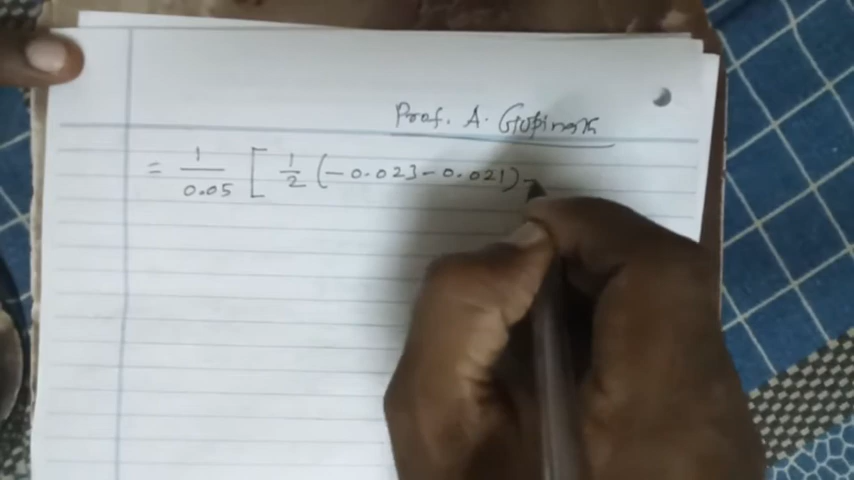 Prof. A. Gopinath
= 1/0.05 [ 1/2 (-0.023-0.021) -